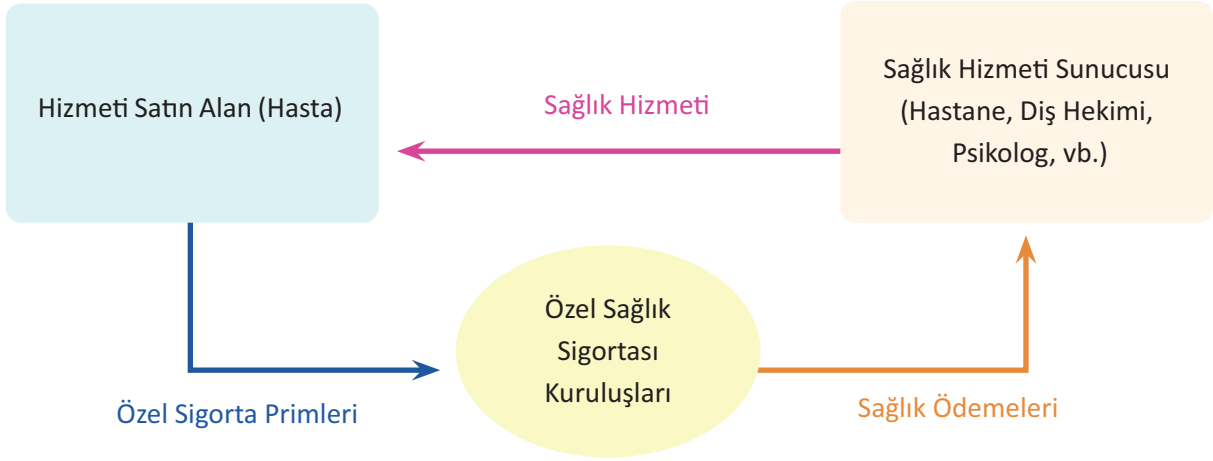 Hizmeti Satın Alan (Hasta)
Sağlık Hizmeti
Sağlık Hizmeti Sunucusu
(Hastane, Diş Hekimi,
Psikolog, vb.)
Özel Sağlık
Sigortası
Kuruluşları
Özel Sigorta Primleri
Sağlık Ödemeleri